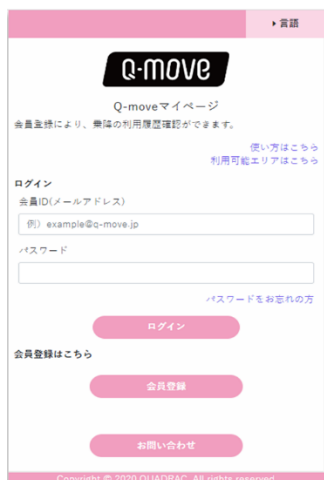 ▸ 言語
Q-move
Q-moveマイページ
会員登録により、乗降の利用履歴確認ができます。
使い方はこちら
利用可能エリアはこちら
ログイン
会員ID(メールアドレス)
例）example@q-move.jp
パスワード
パスワードをお忘れの方
ログイン
会員登録はこちら
会員登録
お問い合わせ
Copyright © 2020 QUADRAC. All rights reserved